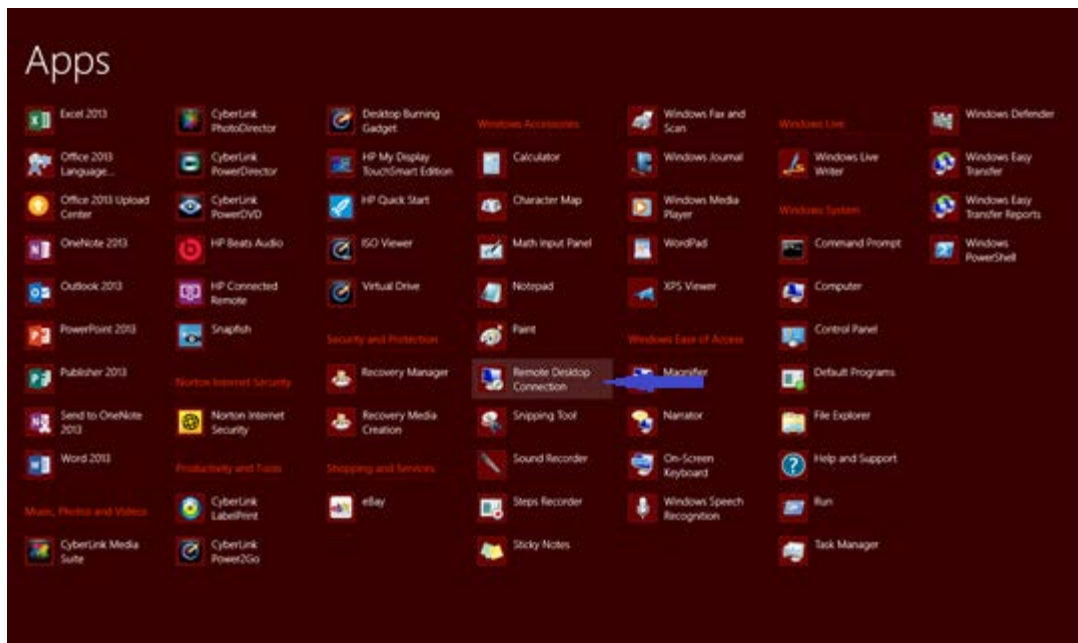 Apps
Excel 2013
Office 2013
Language...
Office 2013 Upload
Center
OneNote 2013
Outlook 2013
PowerPoint 2013
Publisher 2013
Send to OneNote
2013
Word 2013
Music, Photos and Videos
CyberLink Media
Suite
CyberLink
PhotoDirector
CyberLink
PowerDirector
CyberLink
PowerDVD
HP Beats Audio
HP Connected
Remote
Snapfish
Norton Internet Security
Norton Internet
Security
Productivity and Tools
CyberLink
LabelPrint
CyberLink
Power2Go
Desktop Burning
Gadget
HP My Display
TouchSmart Edition
HP Quick Start
ISO Viewer
Virtual Drive
Security and Protection
Recovery Manager
Recovery Media
Creation
Shopping and Services
eBay
Windows Accessories
Calculator
Character Map
Math Input Panel
Notepad
Paint
Remote Desktop
Connection
Snipping Tool
Sound Recorder
Steps Recorder
Sticky Notes
Windows Fax and
Scan
Windows Journal
Windows Media
Player
WordPad
XPS Viewer
Windows Ease of Access
Magnifier
Narrator
On-Screen
Keyboard
Windows Speech
Recognition
Windows Live
Windows Live
Writer
Windows System
Command Prompt
Computer
Control Panel
Default Programs
File Explorer
Help and Support
Run
Task Manager
Windows Defender
Windows Easy
Transfer
Windows Easy
Transfer Reports
Windows
PowerShell